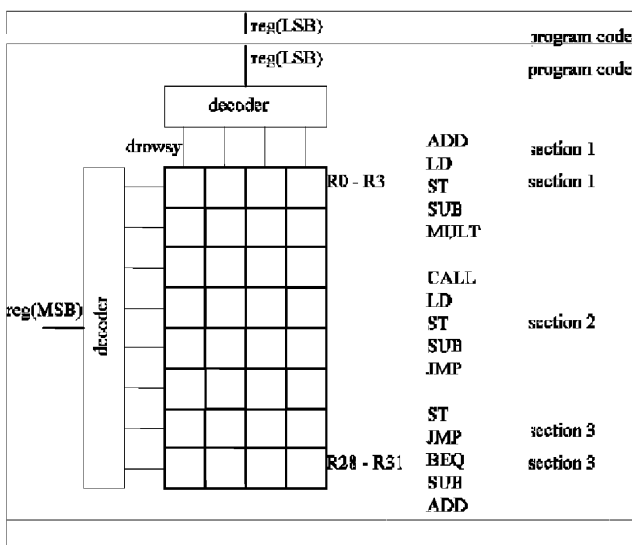 reg(LSB)
program code
reg(LSB)
program code
decoder
drowsy
ADD
section 1
LD
R0 - R3
ST
section 1
SUB
MULT
CALL
LD
reg(MSB)
decoder
ST
section 2
SUB
JMP
ST
JMP
section 3
R28 - R31
BEQ
section 3
SUB
ADD